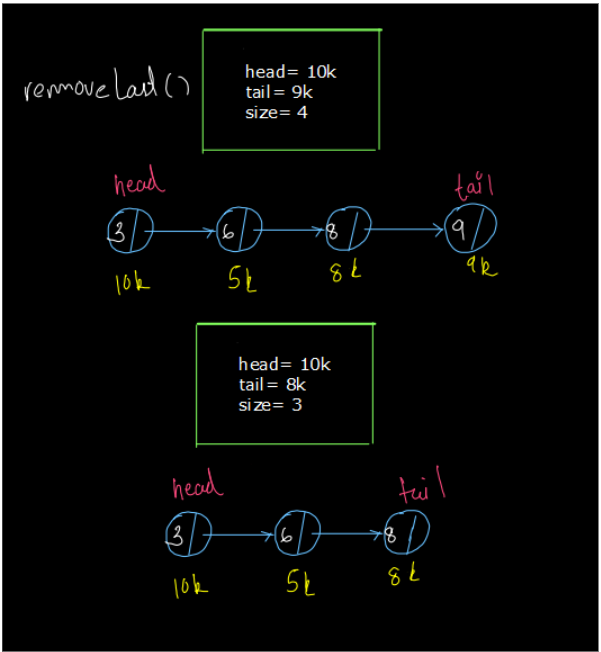 removeLast()
head= 10k
tail= 9k
size= 4
head tail
3 6 8 9
10k 5k 8k 9k
head= 10k
tail= 8k
size= 3
head tail
3 6 8
10k 5k 8k